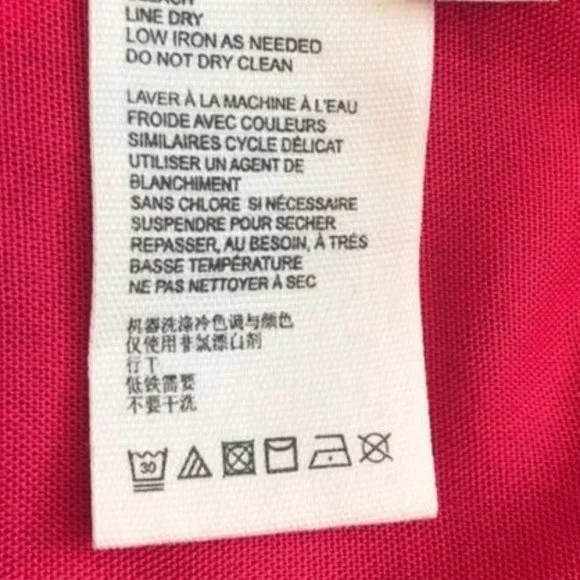 BLEACH
LINE DRY
LOW IRON AS NEEDED
DO NOT DRY CLEAN
LAVER À LA MACHINE À L'EAU
FROIDE AVEC COULEURS
SIMILAIRES CYCLE DÉLICAT
UTILISER UN AGENT DE
BLANCHIMENT
SANS CHLORE SI NÉCESSAIRE
SUSPENDRE POUR SECHER
REPASSER, AU BESOIN, À TRÉS
BASSE TEMPÉRATURE
NE PAS NETTOYER À SEC
机器洗涤冷色调与颜色
仅使用非氯漂白剂
行干
低铁需要
不要干洗
30